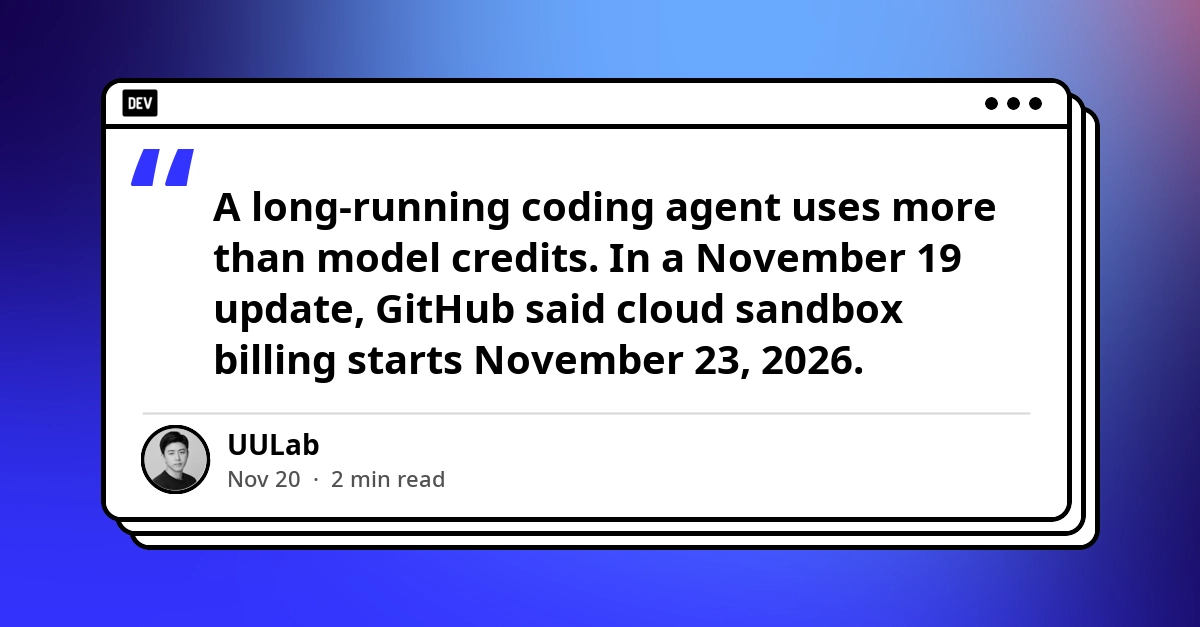 DEV
“
A long-running coding agent uses more
than model credits. In a November 19
update, GitHub said cloud sandbox
billing starts November 23, 2026.
UULab
Nov 20 · 2 min read